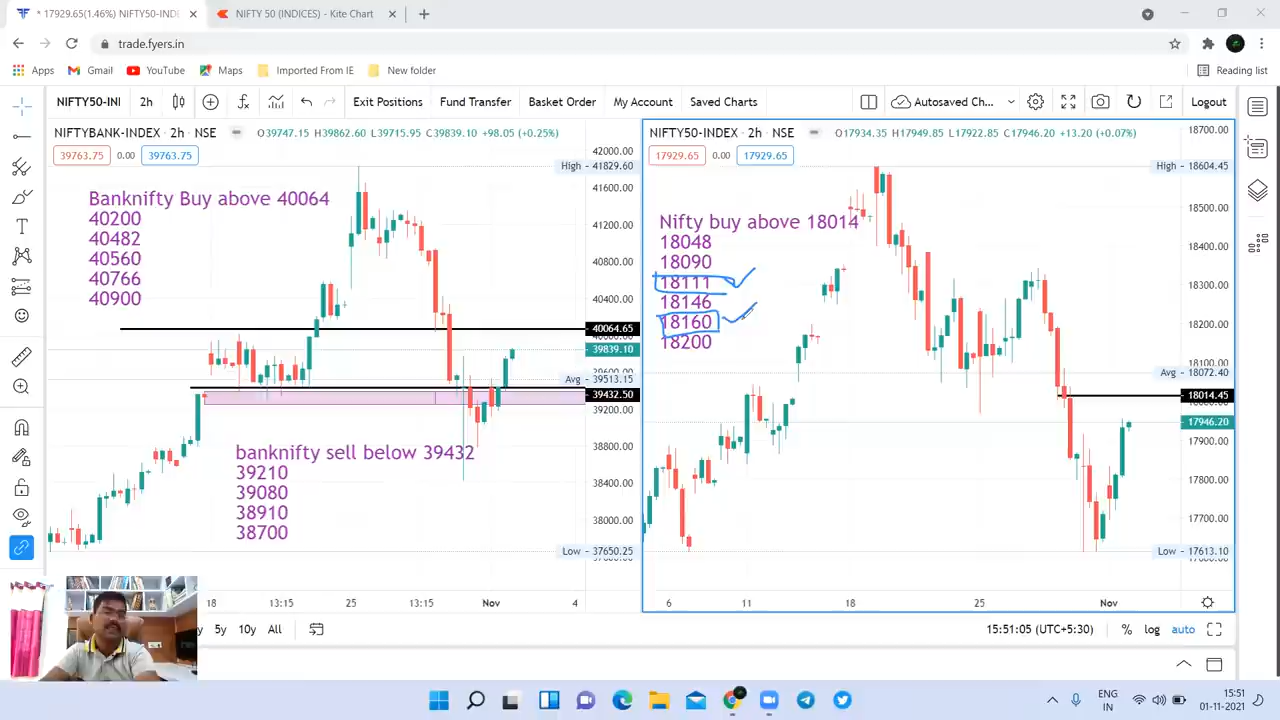 * 17929.65(1.46%) NIFTY50-INDI
NIFTY 50 (INDICES) - Kite Chart
trade.fyers.in
Apps
Gmail
YouTube
Maps
Imported From IE
New folder
Reading list
NIFTY50-INI
2h
Exit Positions
Fund Transfer
Basket Order
My Account
Saved Charts
Autosaved Ch...
Logout
NIFTYBANK-INDEX 2h NSE O39747.15 H39862.60 L39715.95 C39839.10 +98.05 (+0.25%)
39763.75 0.00 39763.75
Banknifty Buy above 40064
40200
40482
40560
40766
40900
banknifty sell below 39432
39210
39080
38910
38700
42000.00
High 41829.60
41600.00
41200.00
40800.00
40400.00
40064.65
39839.10
Avg 39513.15
39432.50
39200.00
38800.00
38400.00
38000.00
Low 37650.25
18
13:15
25
13:15
Nov
4
NIFTY50-INDEX · 2h · NSE O17934.35 H17949.85 L17922.85 C17946.20 +13.20 (+0.07%)
17929.65 0.00 17929.65
Nifty buy above 18014
18048
18090
18111
18146
18160
18200
18700.00
High 18604.45
18500.00
18400.00
18300.00
18200.00
18100.00
Avg 18072.40
18014.45
17946.20
17900.00
17800.00
17700.00
Low 17613.10
6
11
18
25
Nov
5y
10y
All
15:51:05 (UTC+5:30)
%
log
auto
ENG
IN
15:51
01-11-2021